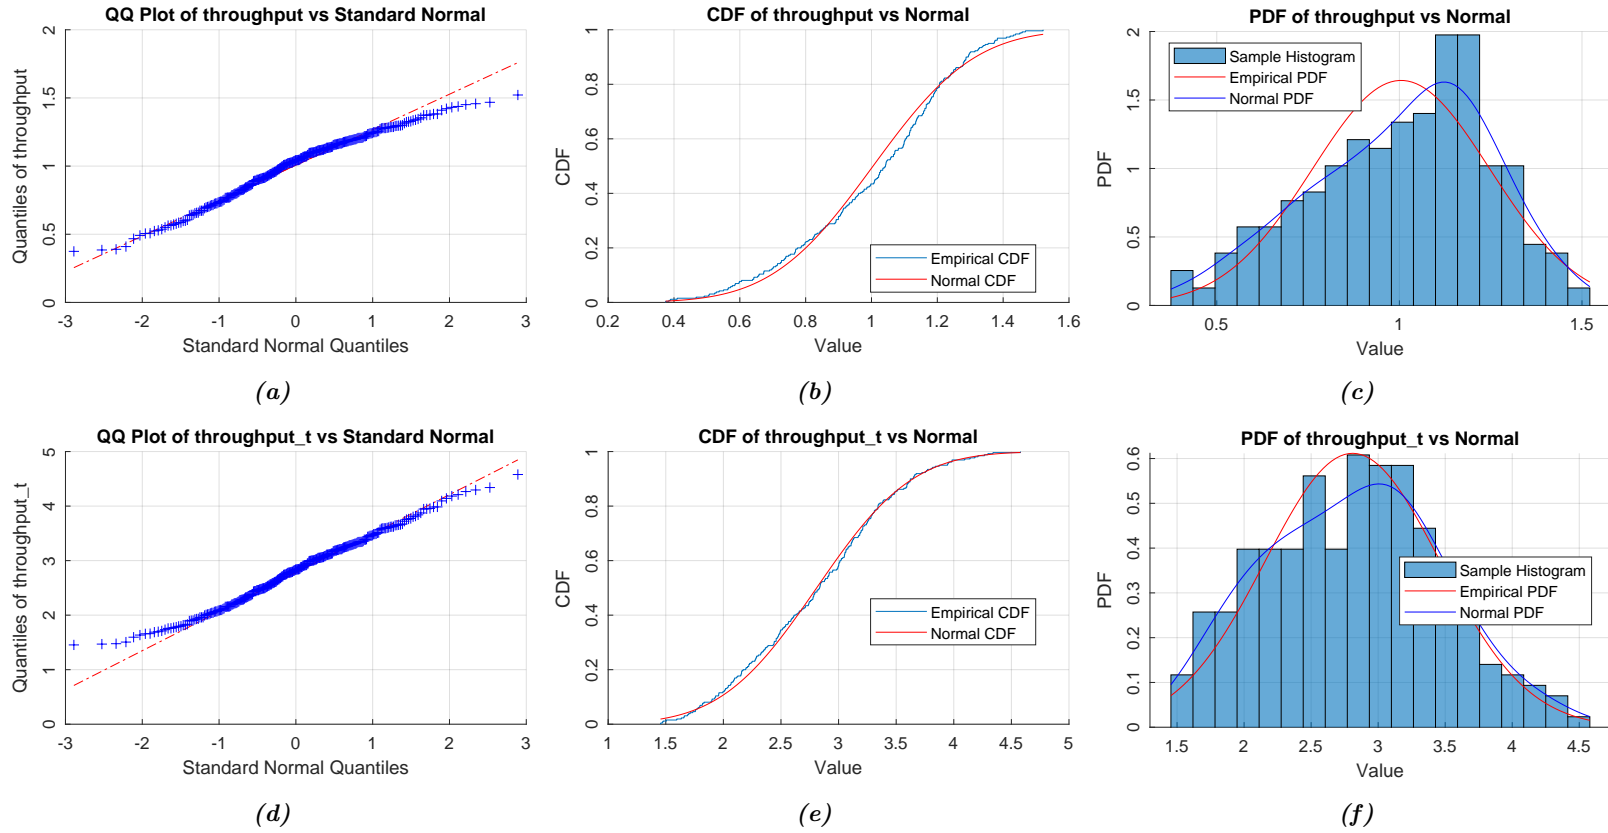 QQ Plot of throughput vs Standard Normal
Quantiles of throughput
2
1.5
1
0.5
0
-3 -2 -1 0 1 2 3
Standard Normal Quantiles
(a)
CDF of throughput vs Normal
CDF
1
0.8
0.6
0.4
0.2
0
Empirical CDF
Normal CDF
0.2 0.4 0.6 0.8 1 1.2 1.4 1.6
Value
(b)
PDF of throughput vs Normal
PDF
2
1.5
1
0.5
0
Sample Histogram
Empirical PDF
Normal PDF
0.5 1 1.5
Value
(c)
QQ Plot of throughput_t vs Standard Normal
Quantiles of throughput_t
5
4
3
2
1
0
-3 -2 -1 0 1 2 3
Standard Normal Quantiles
(d)
CDF of throughput_t vs Normal
CDF
1
0.8
0.6
0.4
0.2
0
Empirical CDF
Normal CDF
1 1.5 2 2.5 3 3.5 4 4.5 5
Value
(e)
PDF of throughput_t vs Normal
PDF
0.6
0.5
0.4
0.3
0.2
0.1
0
Sample Histogram
Empirical PDF
Normal PDF
1.5 2 2.5 3 3.5 4 4.5
Value
(f)